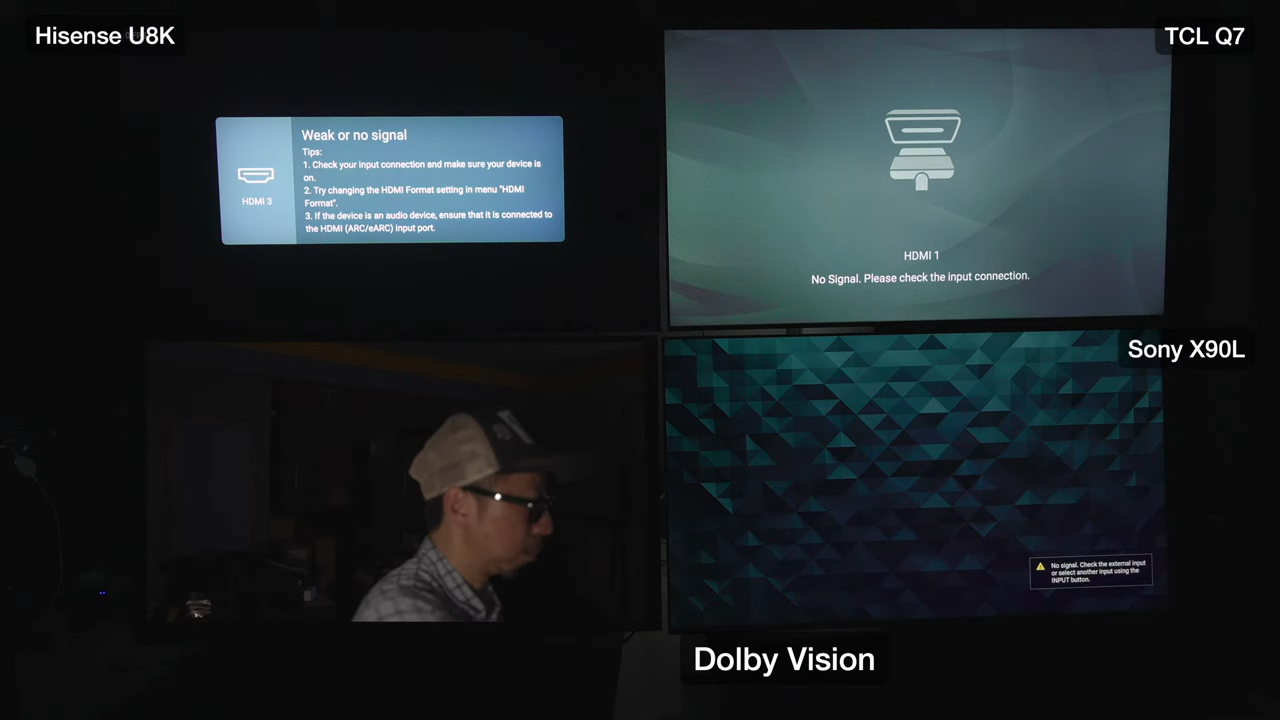 Hisense U8K
TCL Q7
Weak or no signal
Tips:
1. Check your input connection and make sure your device is
on.
2. Try changing the HDMI Format setting in menu "HDMI
Format".
3. If the device is an audio device, ensure that it is connected to
the HDMI (ARC/eARC) input port.
HDMI 3
HDMI 1
No Signal. Please check the input connection.
Sony X90L
No signal. Check the external input
or select another input using the
INPUT button.
Dolby Vision